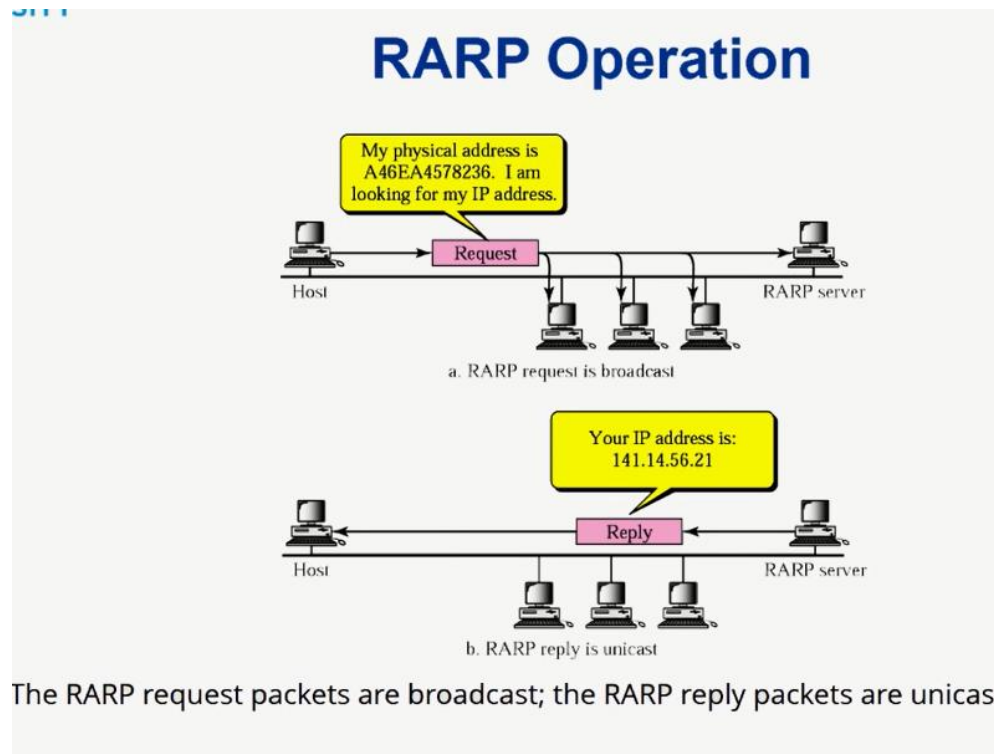 RARP Operation
My physical address is
A46EA4578236. I am
looking for my IP address.
Request
Host
RARP server
a. RARP request is broadcast
Your IP address is:
141.14.56.21
Reply
Host
RARP server
b. RARP reply is unicast
The RARP request packets are broadcast; the RARP reply packets are unicas